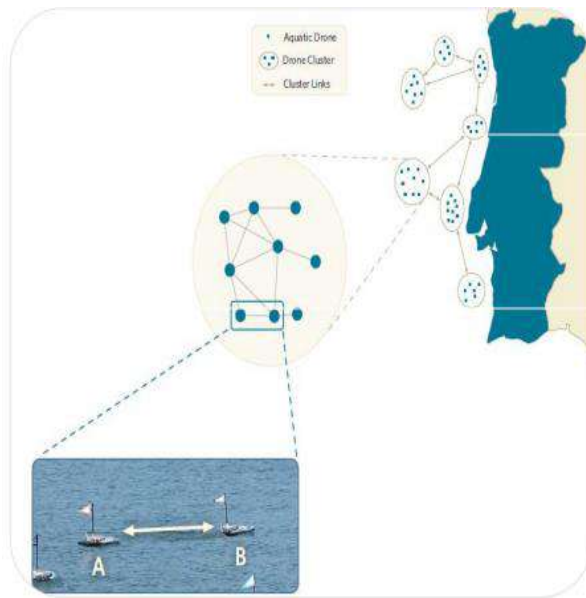 Aquatic Drone
Drone Cluster
Cluster Links
A
B